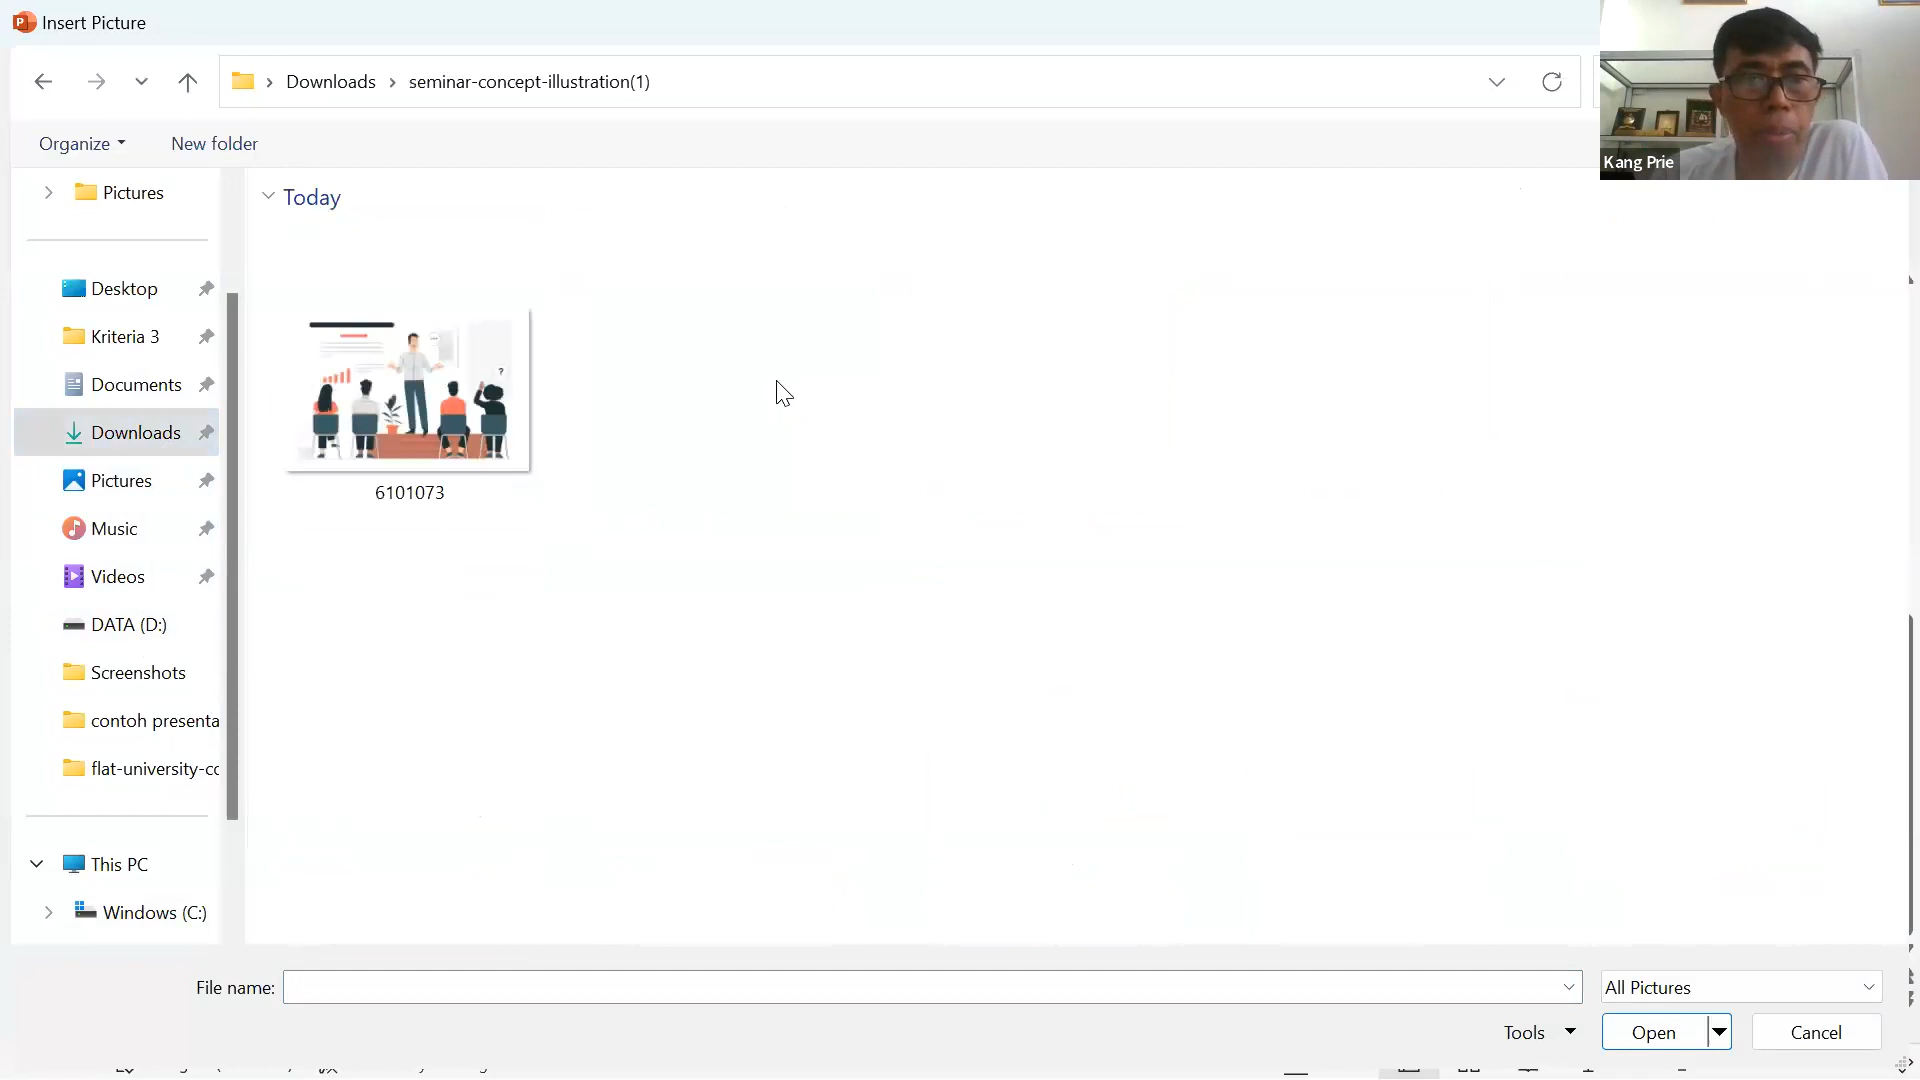 Insert Picture
Downloads
seminar-concept-illustration(1)
Kang Prie
Organize
New folder
Pictures
Today
Desktop
Kriteria 3
Documents
Downloads
Pictures
Music
Videos
DATA (D:)
Screenshots
contoh presenta
flat-university-co
This PC
Windows (C:)
?
6101073
File name:
All Pictures
Tools
Open
Cancel